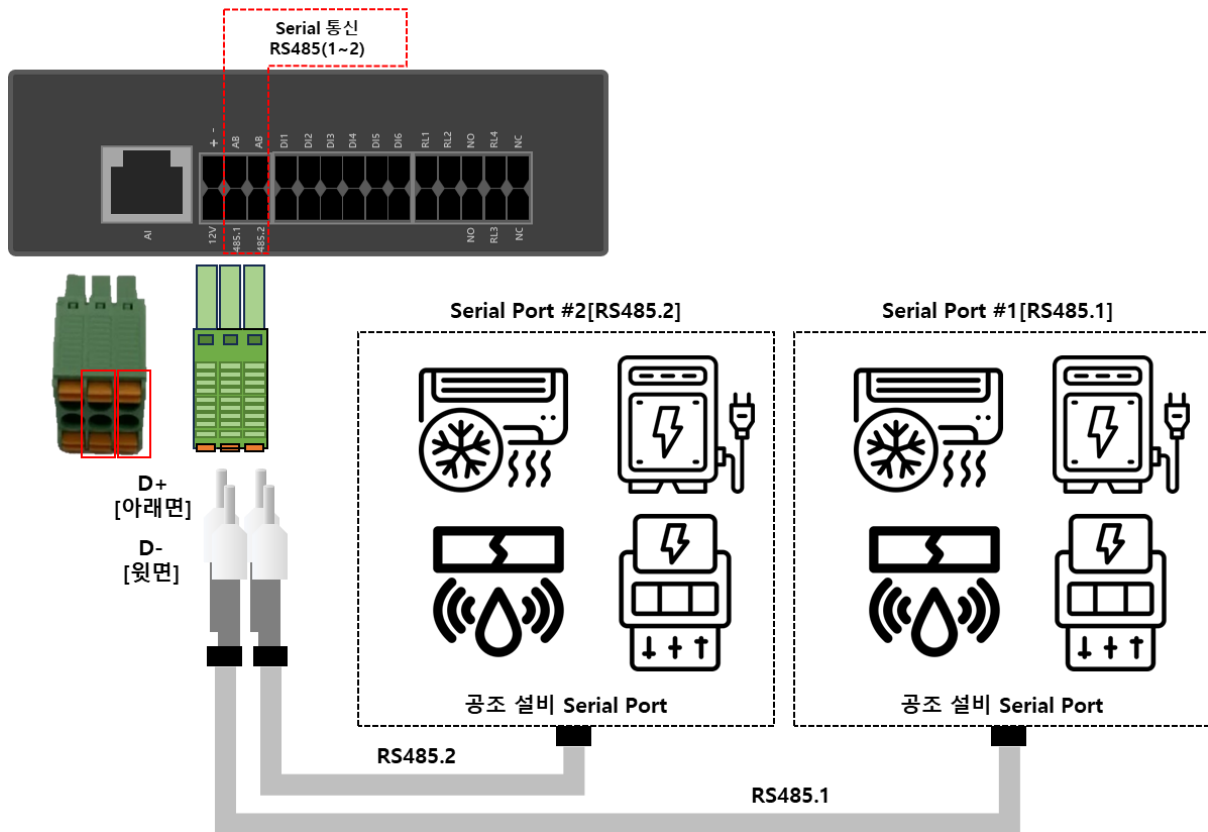 Serial 통신
RS485(1~2)
+ -
AB
AB
DI1
DI2
DI3
DI4
DI5
DI6
RL1
RL2
NO
RL4
NC
AI
12V
485.1
485.2
NO
RL3
NC
Serial Port #2[RS485.2]
Serial Port #1[RS485.1]
D+
[아래면]
D-
[윗면]
공조 설비 Serial Port
공조 설비 Serial Port
RS485.2
RS485.1